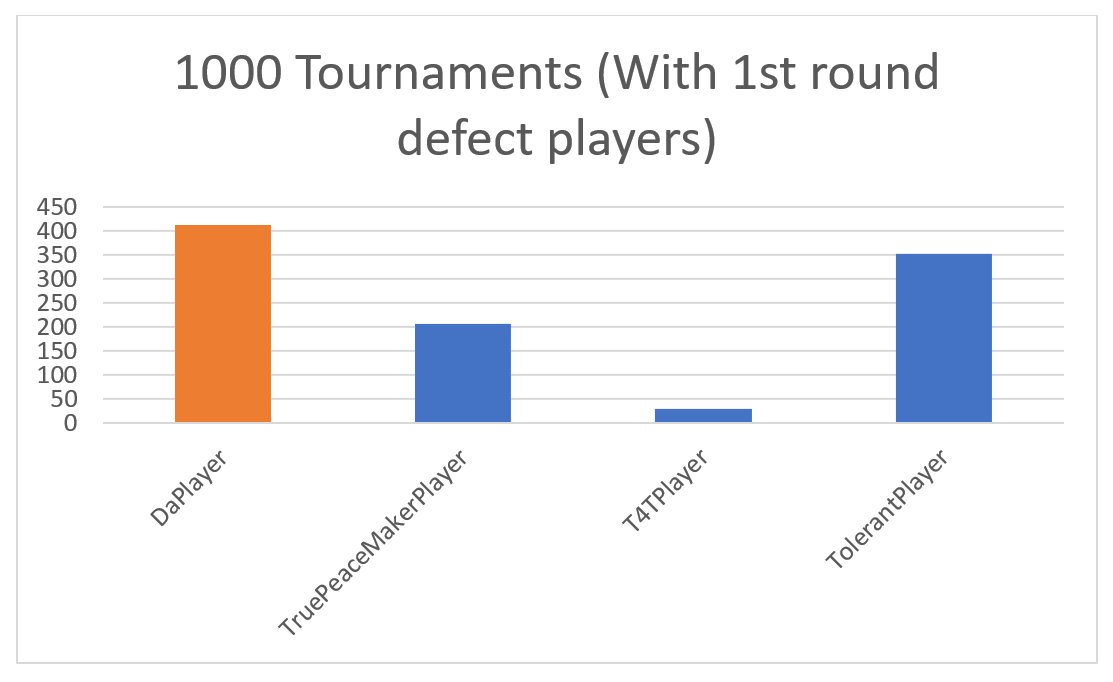 1000 Tournaments (With 1st round
defect players)
450
400
350
300
250
200
150
100
50
0
DaPlayer
TruePeaceMakerPlayer
T4TPlayer
TolerantPlayer